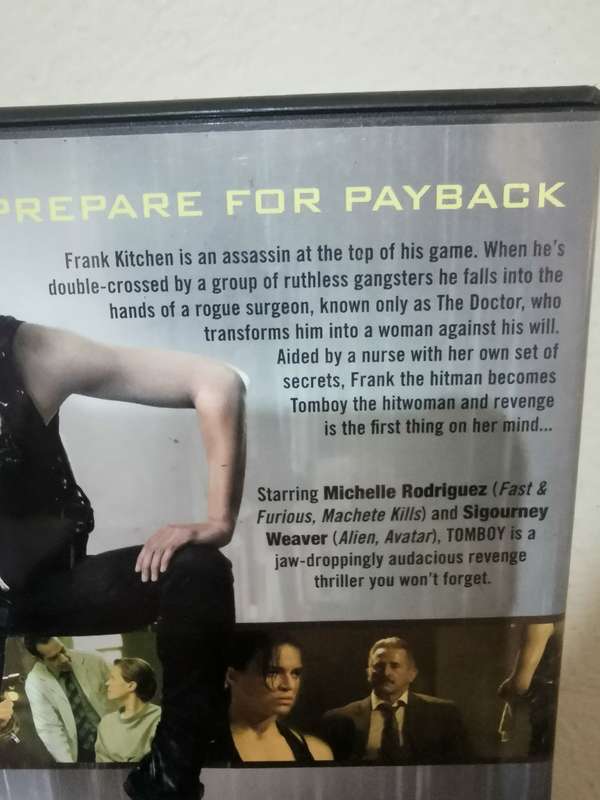 PREPARE FOR PAYBACK
Frank Kitchen is an assassin at the top of his game. When he's
double-crossed by a group of ruthless gangsters he falls into the
hands of a rogue surgeon, known only as The Doctor, who
transforms him into a woman against his will.
Aided by a nurse with her own set of
secrets, Frank the hitman becomes
Tomboy the hitwoman and revenge
is the first thing on her mind...
Starring Michelle Rodriguez (Fast &
Furious, Machete Kills) and Sigourney
Weaver (Alien, Avatar), TOMBOY is a
jaw-droppingly audacious revenge
thriller you won't forget.